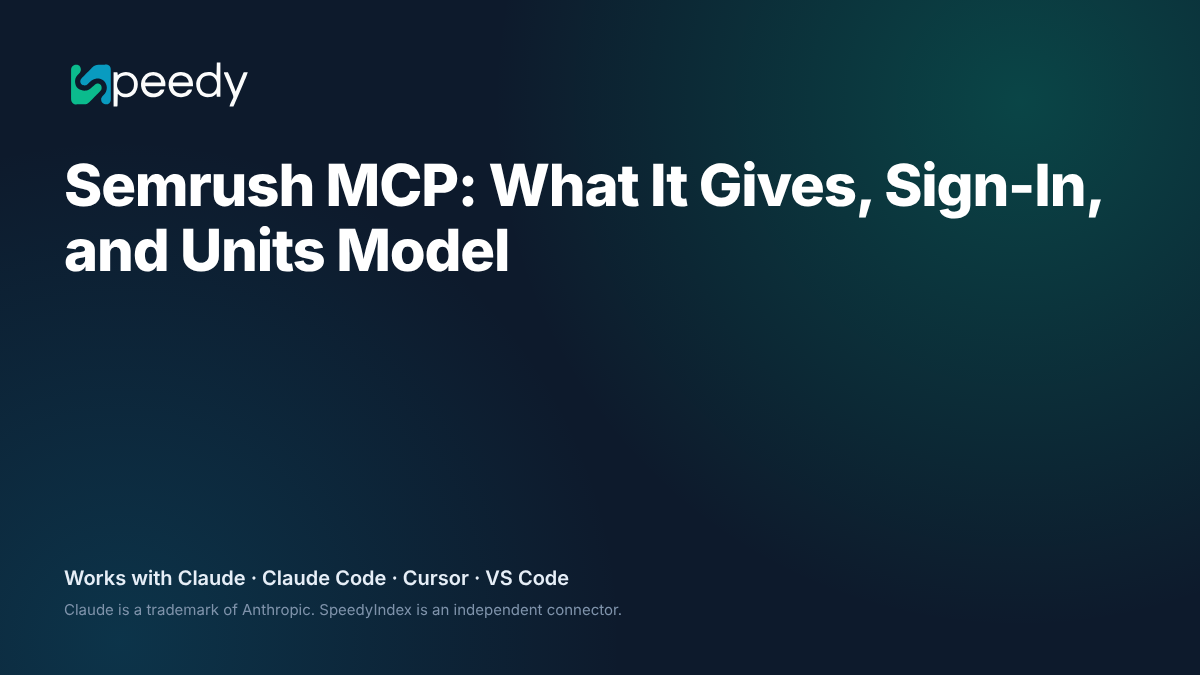 Speedy
Semrush MCP: What It Gives, Sign-In,
and Units Model
Works with Claude · Claude Code · Cursor · VS Code
Claude is a trademark of Anthropic. SpeedyIndex is an independent connector.